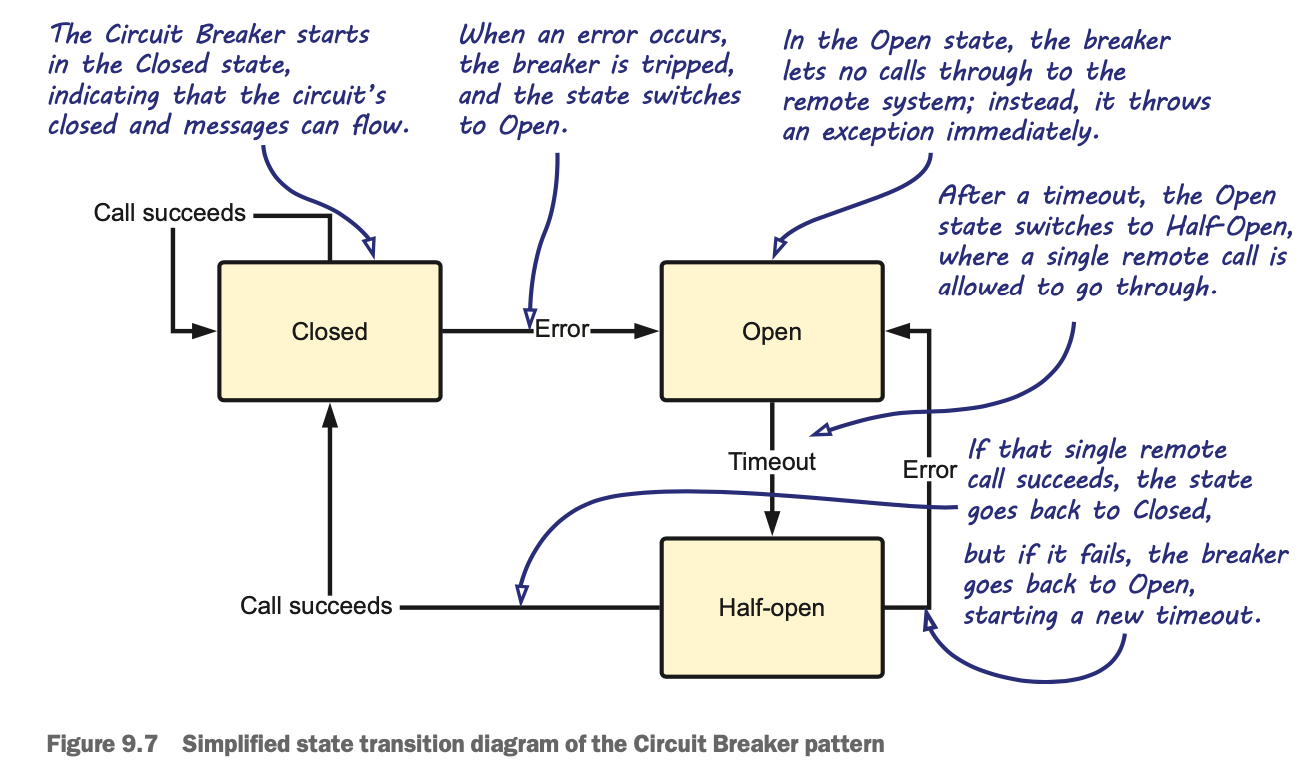 The Circuit Breaker starts
in the Closed state,
indicating that the circuit's
closed and messages can flow.
When an error occurs,
the breaker is tripped,
and the state switches
to Open.
In the Open state, the breaker
lets no calls through to the
remote system; instead, it throws
an exception immediately.
After a timeout, the Open
state switches to Half-Open,
where a single remote call is
allowed to go through.
Call succeeds
Closed
Error
Open
Timeout
Error
If that single remote
call succeeds, the state
goes back to Closed,
but if it fails, the breaker
goes back to Open,
starting a new timeout.
Call succeeds
Half-open
Figure 9.7 Simplified state transition diagram of the Circuit Breaker pattern